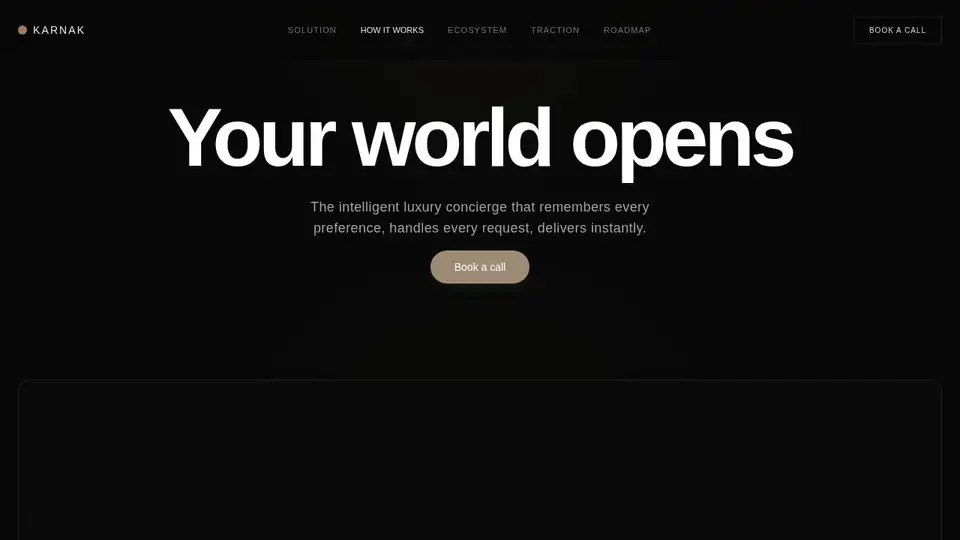 KARNAK
SOLUTION
HOW IT WORKS
ECOSYSTEM
TRACTION
ROADMAP
BOOK A CALL
Your world opens
The intelligent luxury concierge that remembers every
preference, handles every request, delivers instantly.
Book a call